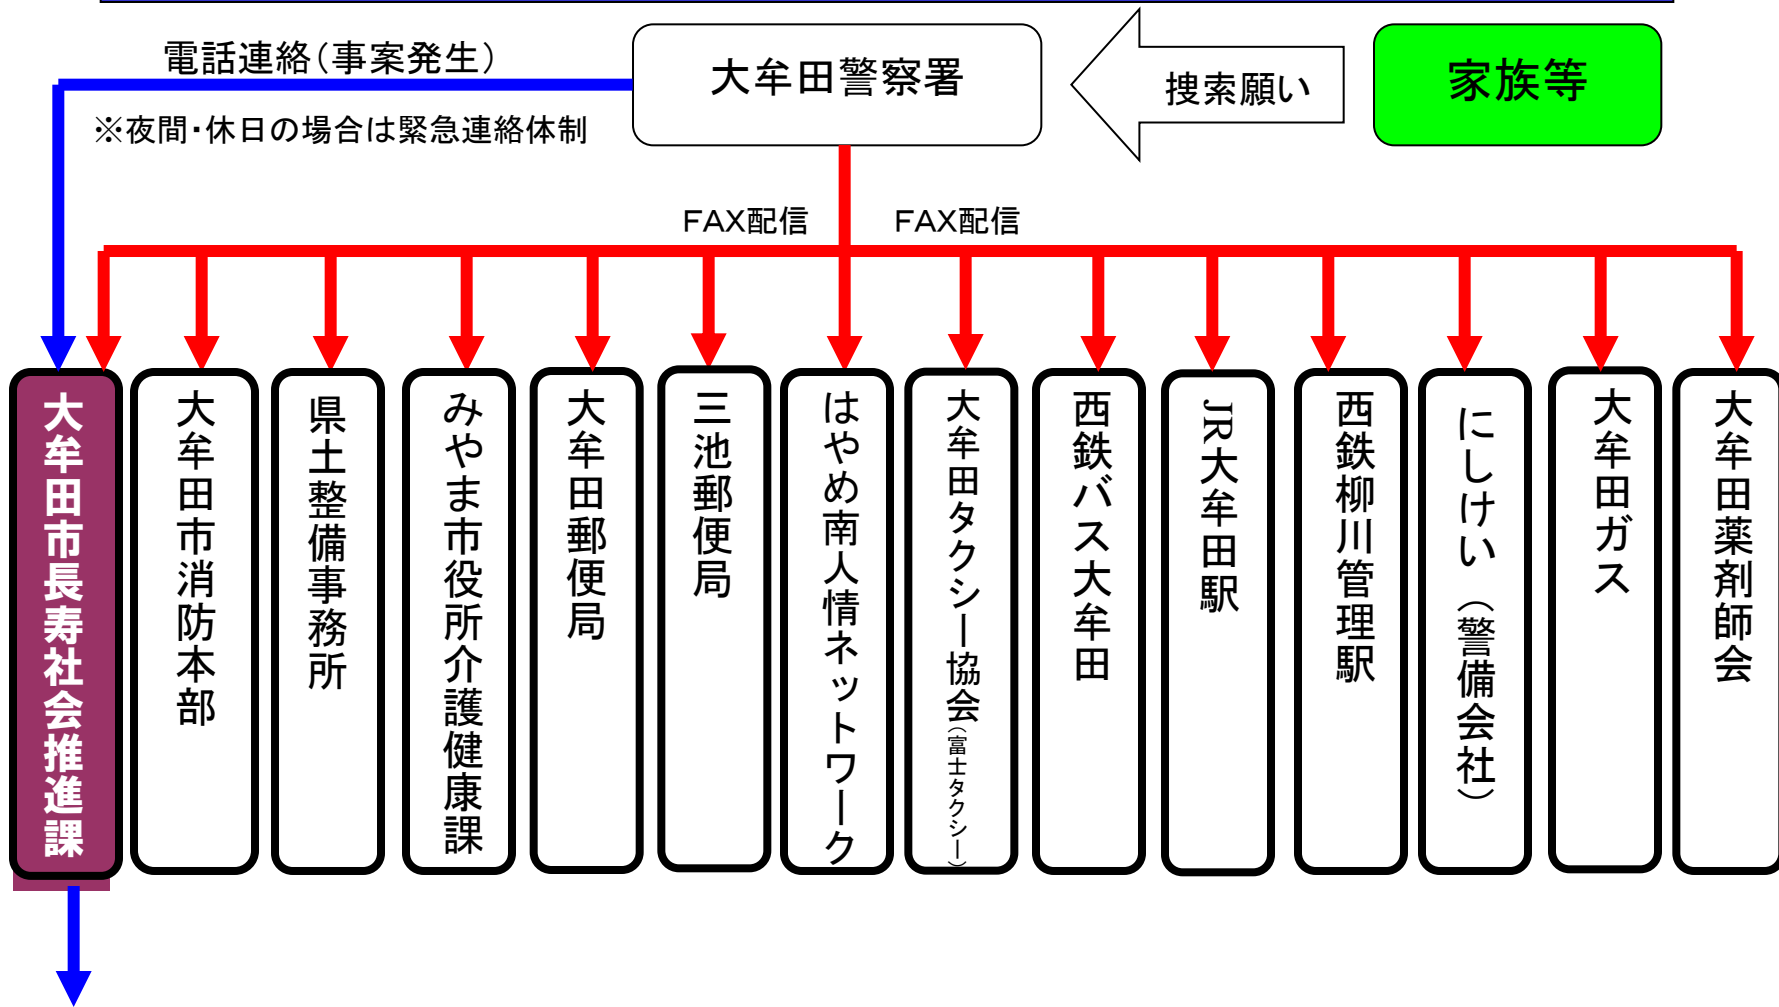 電話連絡（事案発生）
大牟田警察署
捜索願い
家族等
※夜間・休日の場合は緊急連絡体制
FAX配信
FAX配信
大牟田市長寿社会推進課
大牟田市消防本部
県土整備事務所
みやま市役所介護健康課
大牟田郵便局
三池郵便局
はやめ南人情ネットワーク
大牟田タクシー協会（富士タクシー）
西鉄バス大牟田
JR大牟田駅
西鉄柳川管理駅
にしけい（警備会社）
大牟田ガス
大牟田薬剤師会